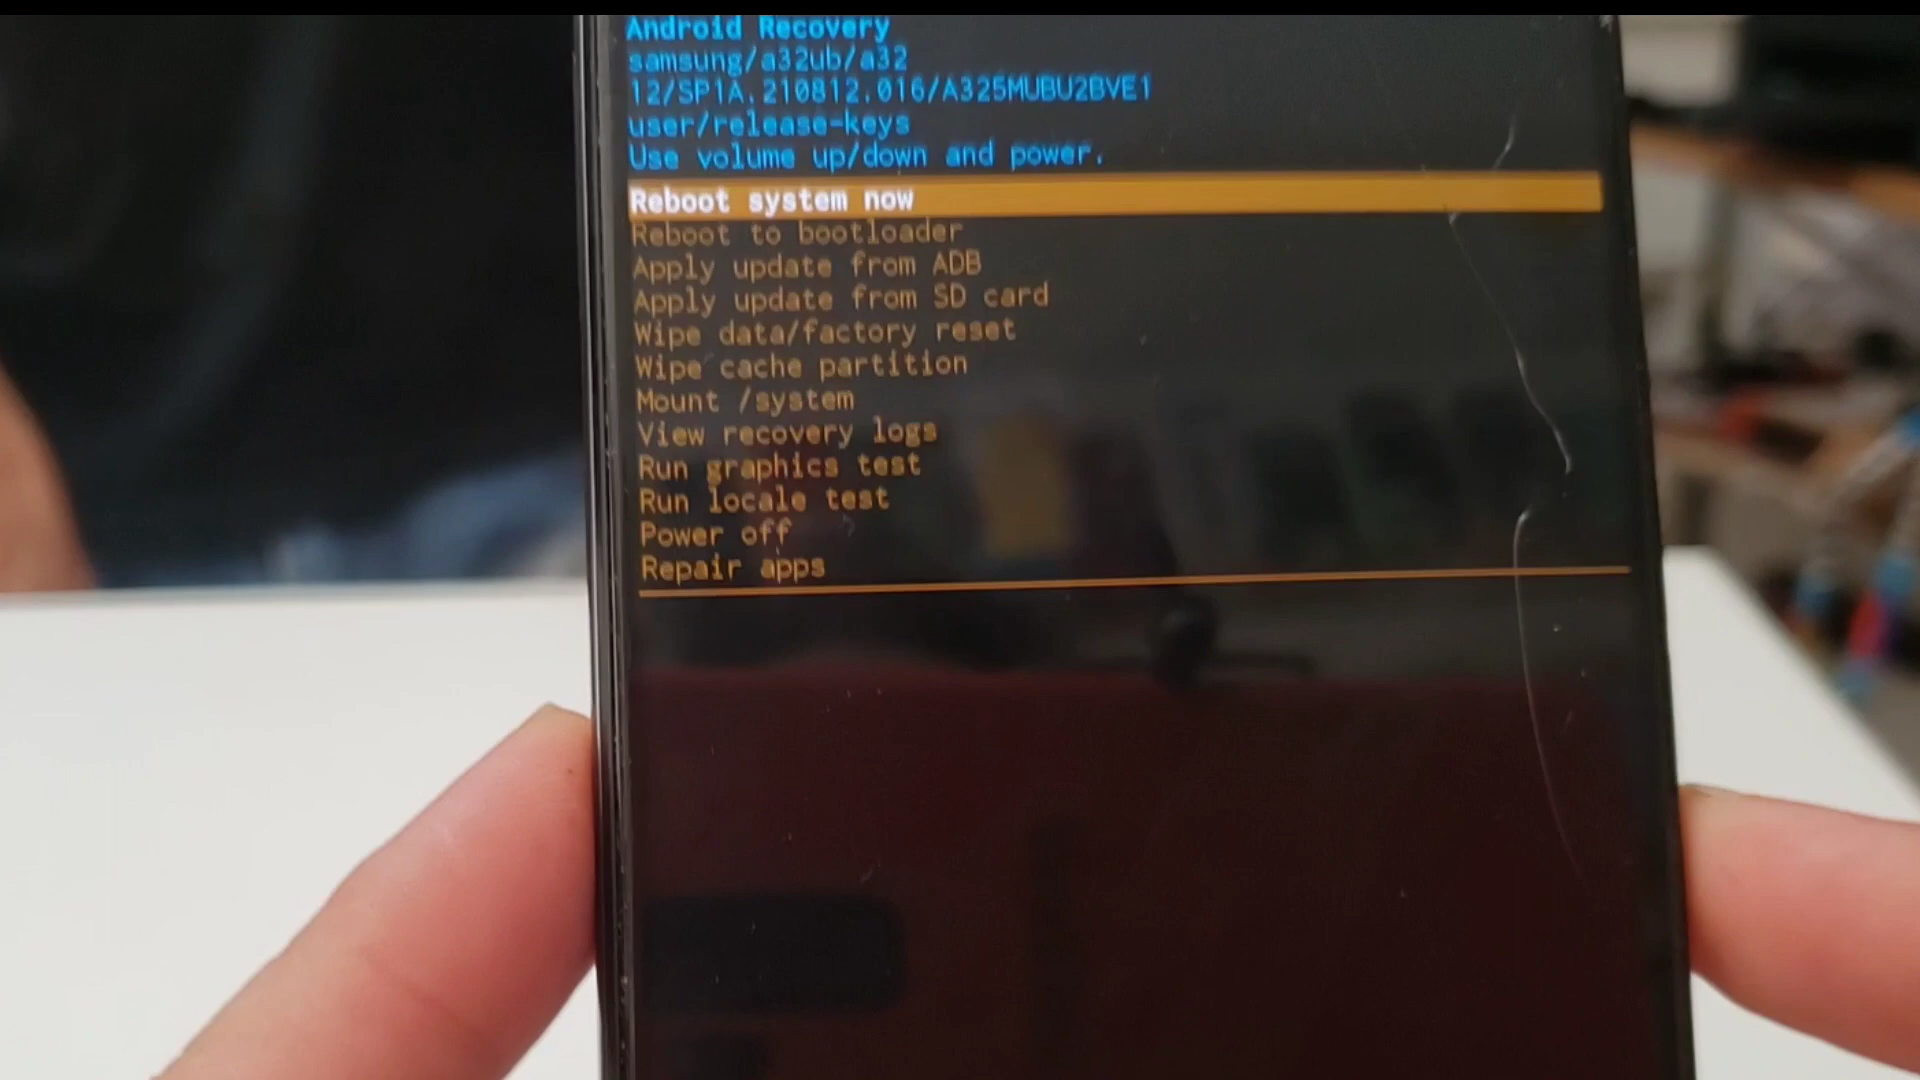 Android Recovery
samsung/a32ub/a32
12/SP1A.210812.016/A325MUBU2BVE1
user/release-keys
Use volume up/down and power.
Reboot system now
Reboot to bootloader
Apply update from ADB
Apply update from SD card
Wipe data/factory reset
Wipe cache partition
Mount /system
View recovery logs
Run graphics test
Run locale test
Power off
Repair apps